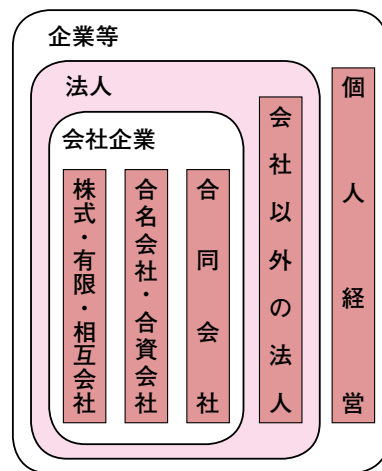 企業等
法人
会社企業
株式・有限・相互会社
合名会社・合資会社
合同会社
会社以外の法人
個人経営